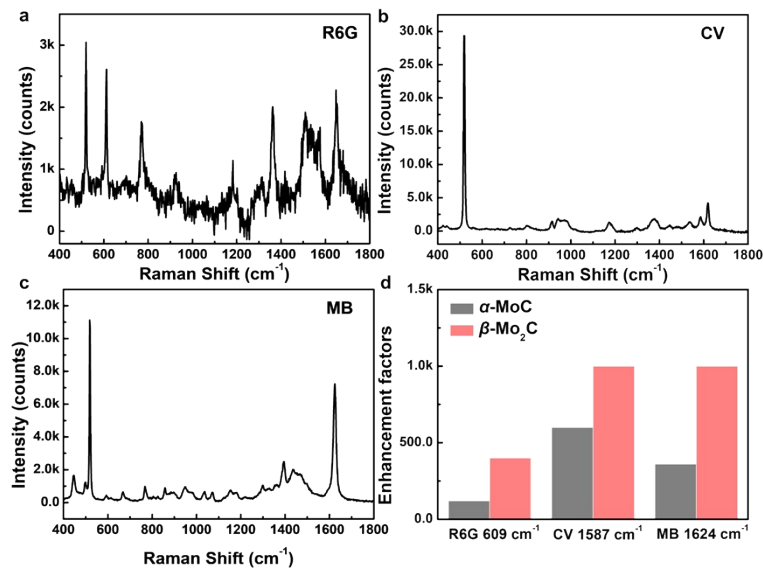 a
R6G
3k
2k
1k
0
Intensity (counts)
400 600 800 1000 1200 1400 1600 1800
Raman Shift (cm⁻¹)
b
CV
30.0k
25.0k
20.0k
15.0k
10.0k
5.0k
0.0
Intensity (counts)
400 600 800 1000 1200 1400 1600 1800
Raman Shift (cm⁻¹)
c
MB
12.0k
10.0k
8.0k
6.0k
4.0k
2.0k
0.0
Intensity (counts)
400 600 800 1000 1200 1400 1600 1800
Raman Shift (cm⁻¹)
d
α-MoC
β-Mo₂C
1.5k
1.0k
500.0
0.0
Enhancement factors
R6G 609 cm⁻¹ CV 1587 cm⁻¹ MB 1624 cm⁻¹